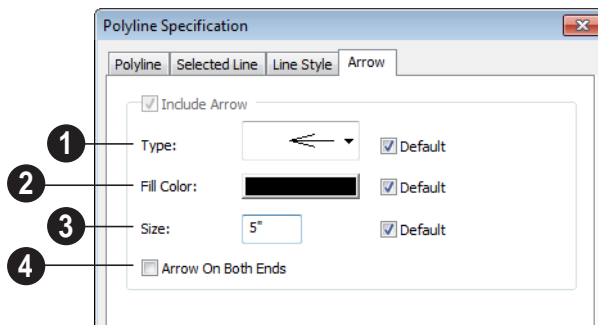 Polyline Specification
Polyline Selected Line Line Style Arrow
Include Arrow
1 Type: Default
2 Fill Color: Default
3 Size: 5" Default
4 Arrow On Both Ends